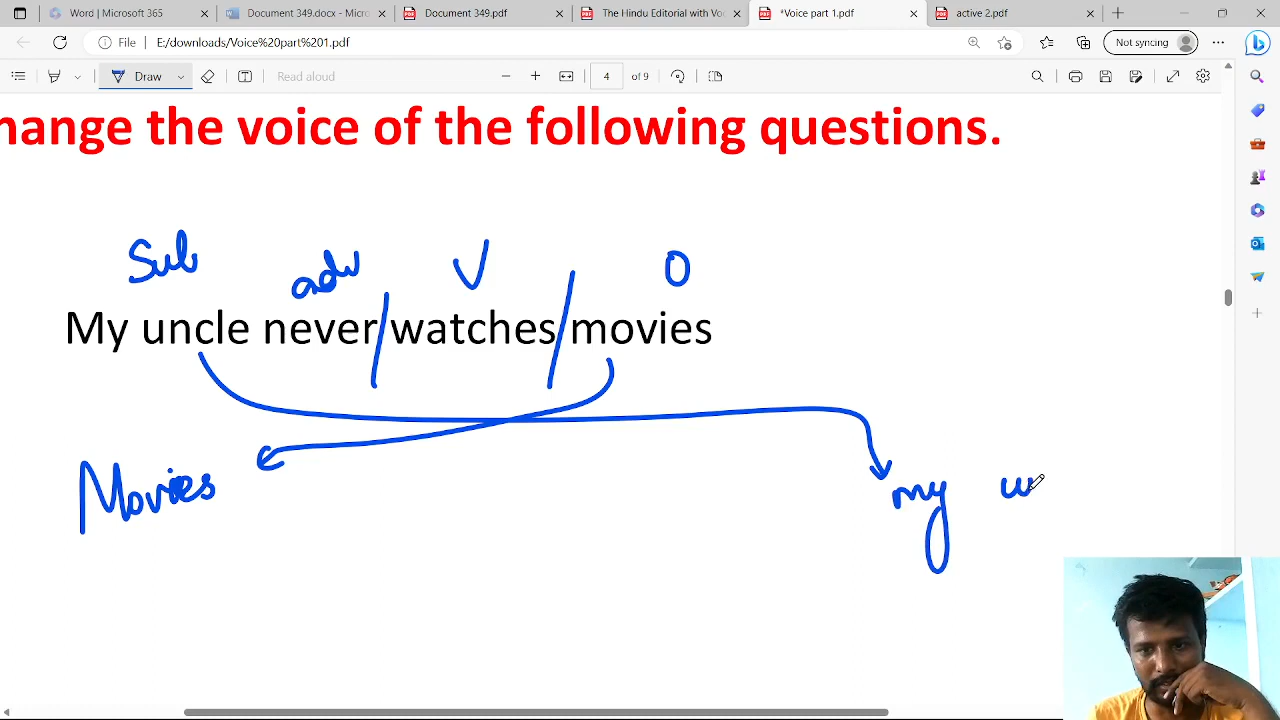 Word | Microsoft 365
Document 349.docx - Micro
Document 349.pdf
The Hindu Editorial with Voc
*Voice part 1.pdf
active 2.pdf
File E:/downloads/Voice%20part%201.pdf
Not syncing
Draw
Read aloud
4 of 9
hange the voice of the following questions.
Sub adv V O
My uncle never watches movies
Movies my